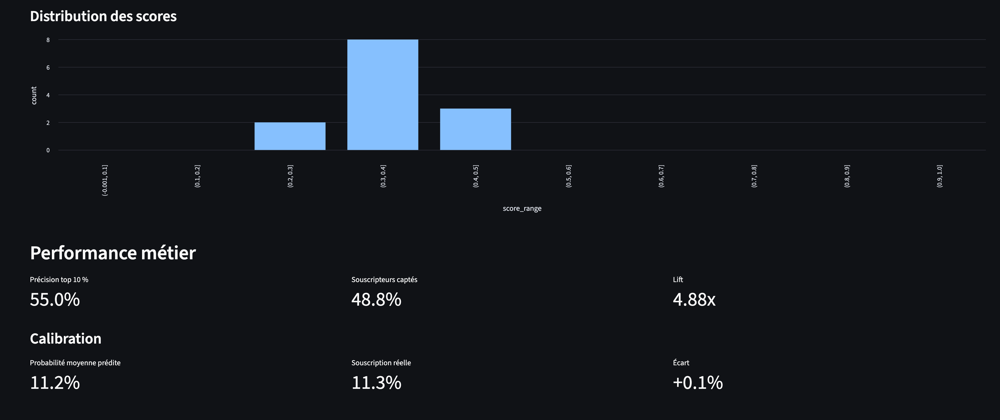 Distribution des scores
8
6
4
2
0
count
(-0.001, 0.1]
(0.1, 0.2]
(0.2, 0.3]
(0.3, 0.4]
(0.4, 0.5]
(0.5, 0.6]
(0.6, 0.7]
(0.7, 0.8]
(0.8, 0.9]
(0.9, 1.0]
score_range
Performance métier
Précision top 10 %
Souscripteurs captés
Lift
55.0%
48.8%
4.88x
Calibration
Probabilité moyenne prédite
Souscription réelle
Écart
11.2%
11.3%
+0.1%